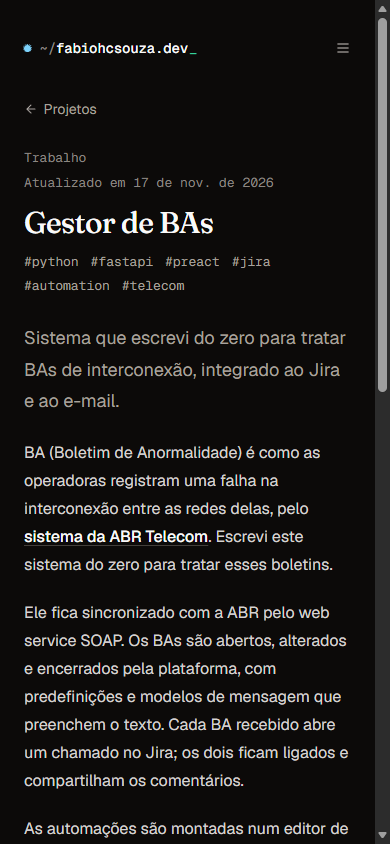 ~/fabiohcsouza.dev_
← Projetos
Trabalho
Atualizado em 17 de nov. de 2026
Gestor de BAs
#python #fastapi #preact #jira
#automation #telecom
Sistema que escrevi do zero para tratar
BAs de interconexão, integrado ao Jira
e ao e-mail.
BA (Boletim de Anormalidade) é como as
operadoras registram uma falha na
interconexão entre as redes delas, pelo
sistema da ABR Telecom. Escrevi este
sistema do zero para tratar esses boletins.
Ele fica sincronizado com a ABR pelo web
service SOAP. Os BAs são abertos, alterados
e encerrados pela plataforma, com
predefinições e modelos de mensagem que
preenchem o texto. Cada BA recebido abre
um chamado no Jira; os dois ficam ligados e
compartilham os comentários.
As automações são montadas num editor de